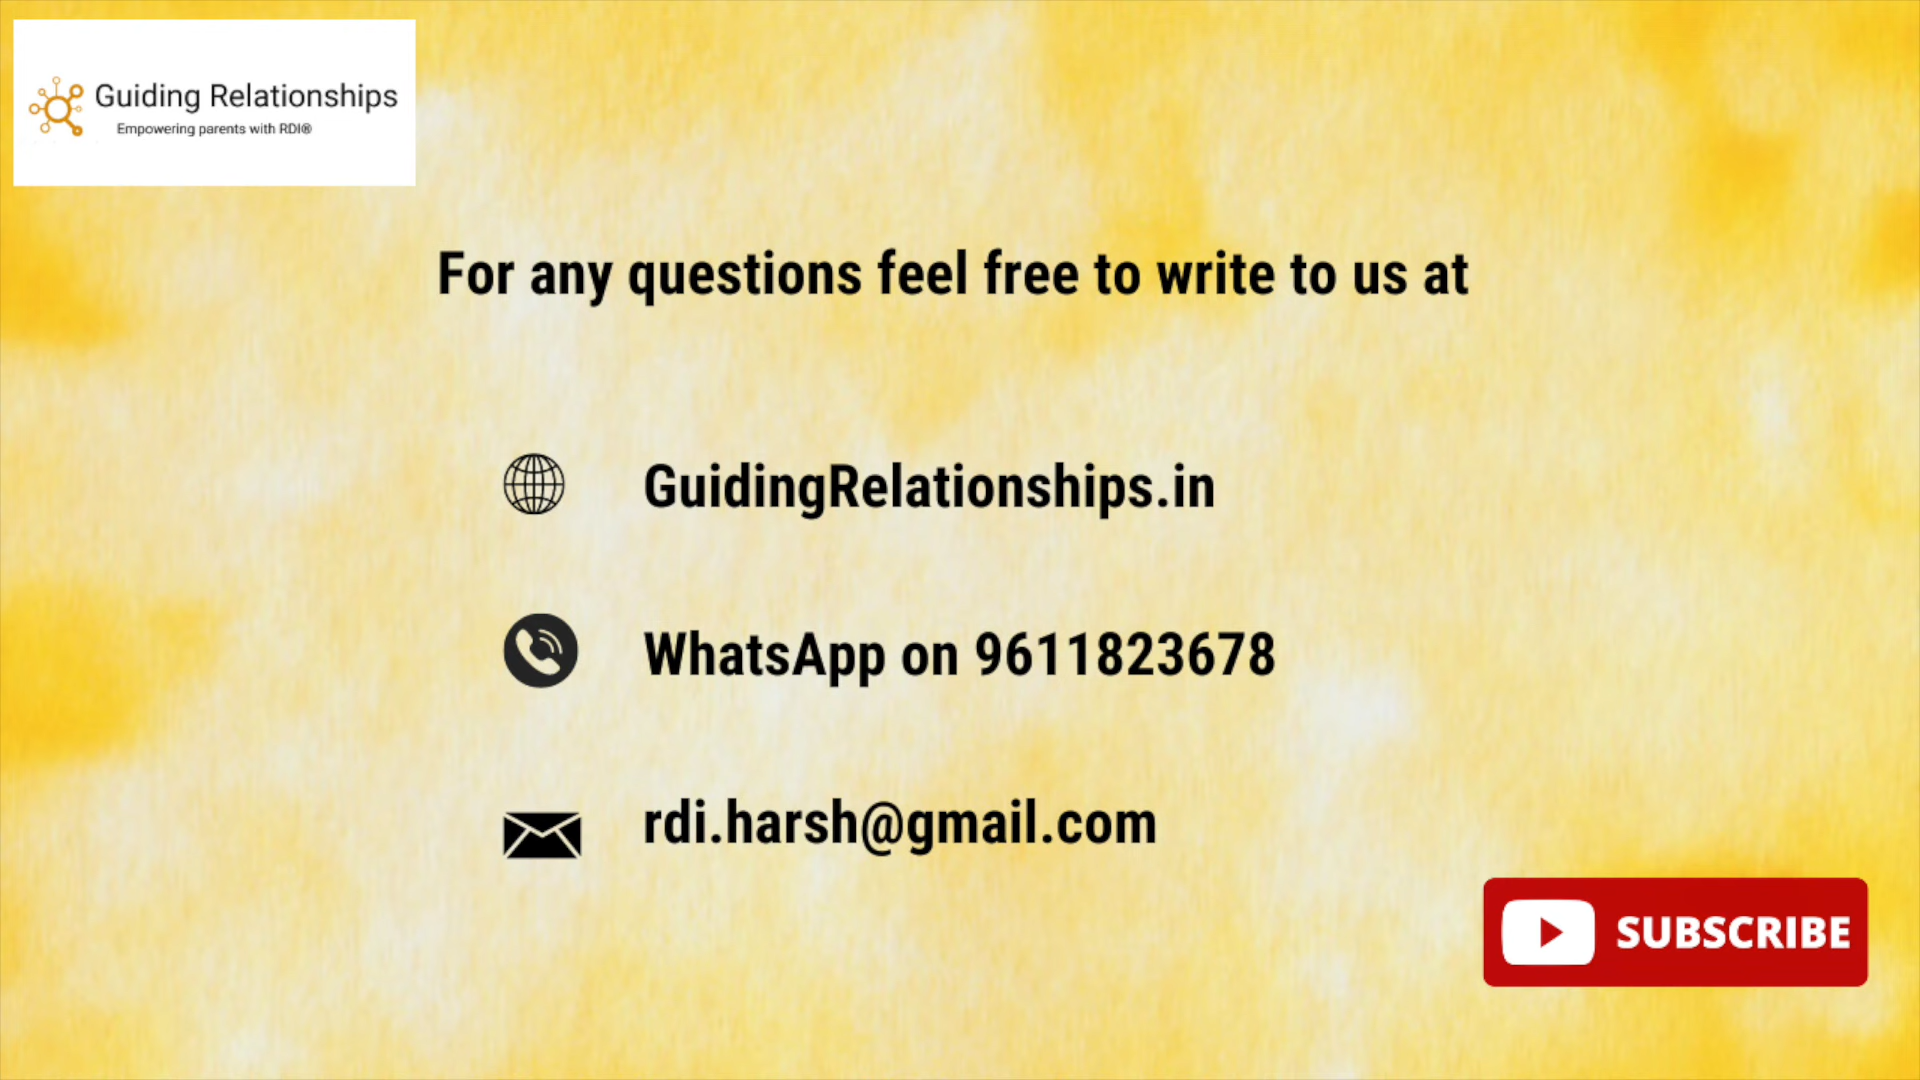 Guiding Relationships
Empowering parents with RDI®
For any questions feel free to write to us at
GuidingRelationships.in
WhatsApp on 9611823678
rdi.harsh@gmail.com
SUBSCRIBE